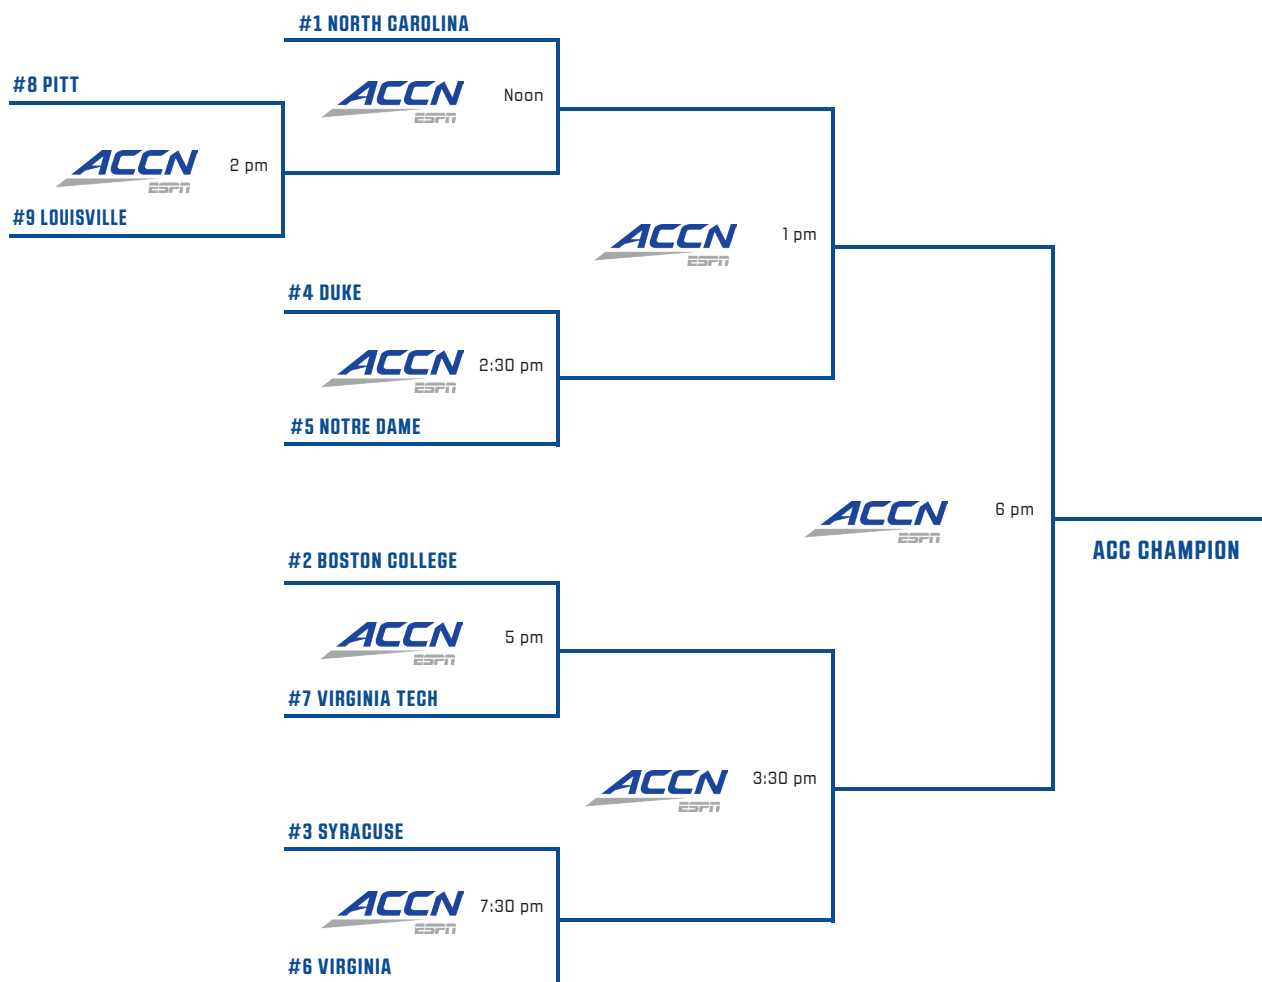 #1 NORTH CAROLINA
#8 PITT
ACCN
ESPN
Noon
ACCN
ESPN
2 pm
#9 LOUISVILLE
ACCN
ESPN
1 pm
#4 DUKE
ACCN
ESPN
2:30 pm
#5 NOTRE DAME
ACCN
ESPN
6 pm
ACC CHAMPION
#2 BOSTON COLLEGE
ACCN
ESPN
5 pm
#7 VIRGINIA TECH
ACCN
ESPN
3:30 pm
#3 SYRACUSE
ACCN
ESPN
7:30 pm
#6 VIRGINIA